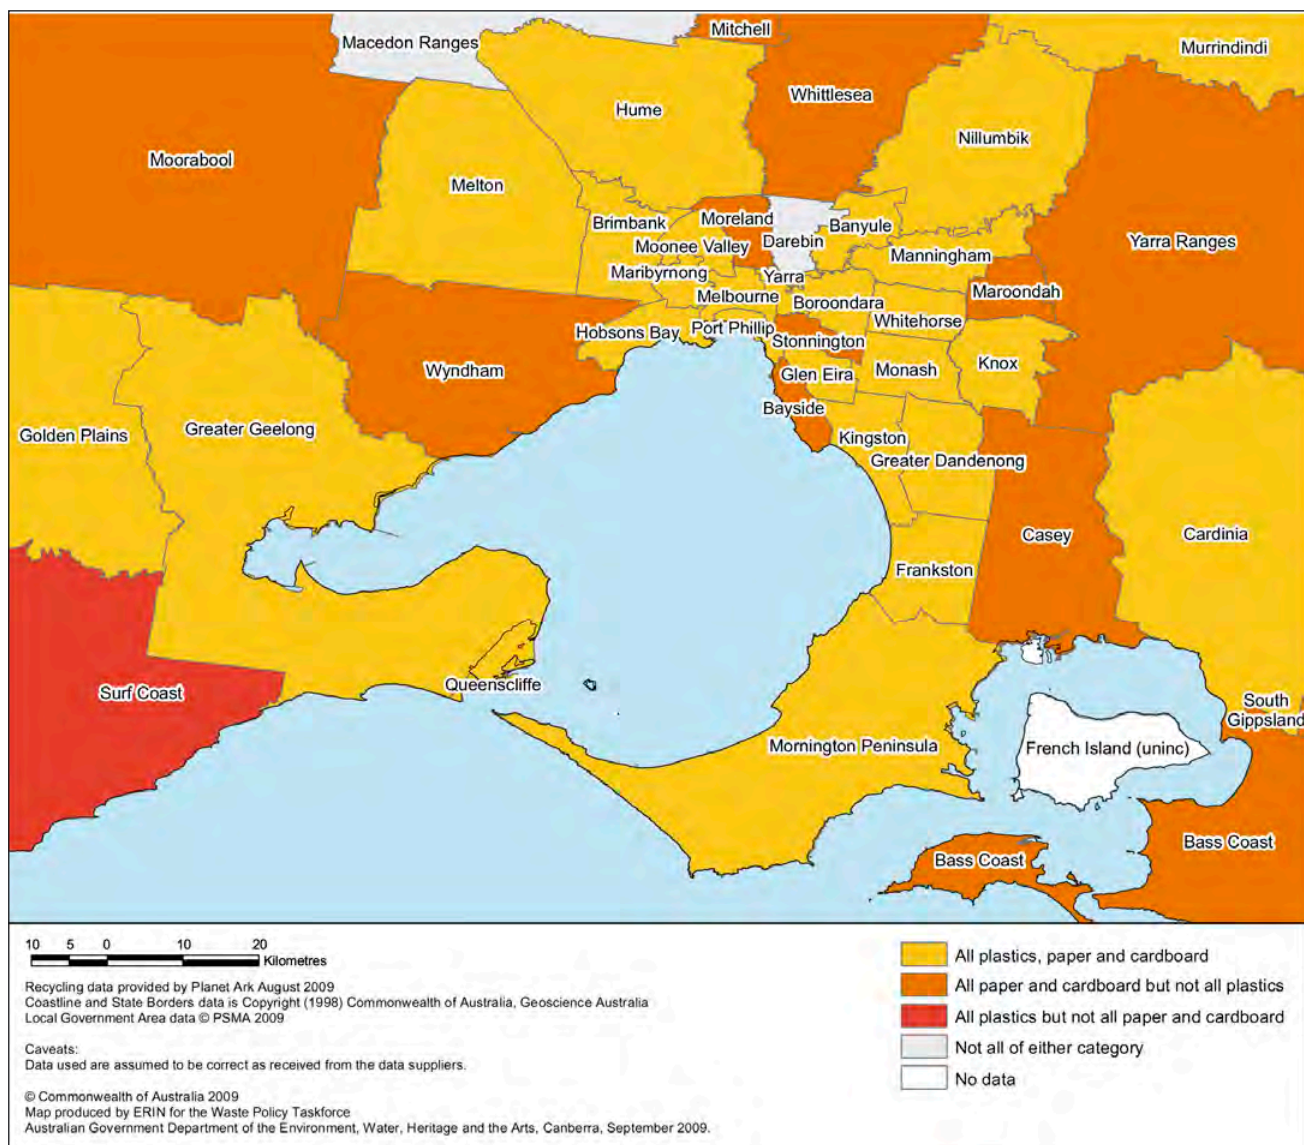 Macedon Ranges
Mitchell
Murrindindi
Hume
Whittlesea
Nillumbik
Moorabool
Melton
Brimbank
Moreland
Banyule
Darebin
Moonee Valley
Manningham
Yarra Ranges
Maribyrnong
Yarra
Melbourne
Boroondara
Maroondah
Whitehorse
Hobsons Bay
Port Phillip
Stonnington
Wyndham
Glen Eira
Monash
Knox
Bayside
Golden Plains
Greater Geelong
Kingston
Greater Dandenong
Casey
Cardinia
Frankston
Surf Coast
Queenscliffe
South
Gippsland
Mornington Peninsula
French Island (uninc)
Bass Coast
Bass Coast
10 5 0 10 20
Kilometres
Recycling data provided by Planet Ark August 2009
Coastline and State Borders data is Copyright (1998) Commonwealth of Australia, Geoscience Australia
Local Government Area data © PSMA 2009
Caveats:
Data used are assumed to be correct as received from the data suppliers.
© Commonwealth of Australia 2009
Map produced by ERIN for the Waste Policy Taskforce
Australian Government Department of the Environment, Water, Heritage and the Arts, Canberra, September 2009.
All plastics, paper and cardboard
All paper and cardboard but not all plastics
All plastics but not all paper and cardboard
Not all of either category
No data